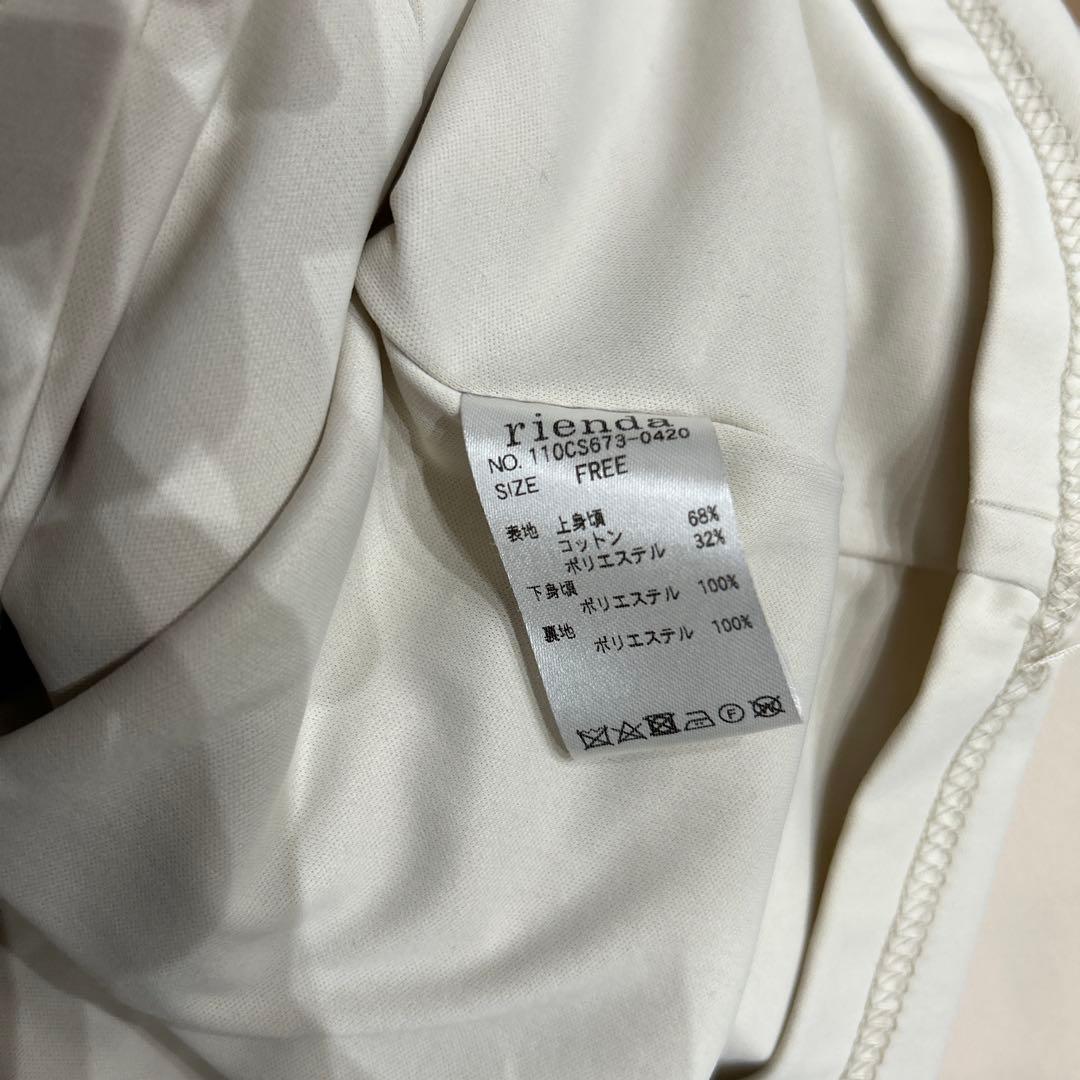 rienda
NO. 110CS673-0420
SIZE FREE
表地 上身頃
コットン 68%
ポリエステル 32%
下身頃
ポリエステル 100%
裏地
ポリエステル 100%
F
W